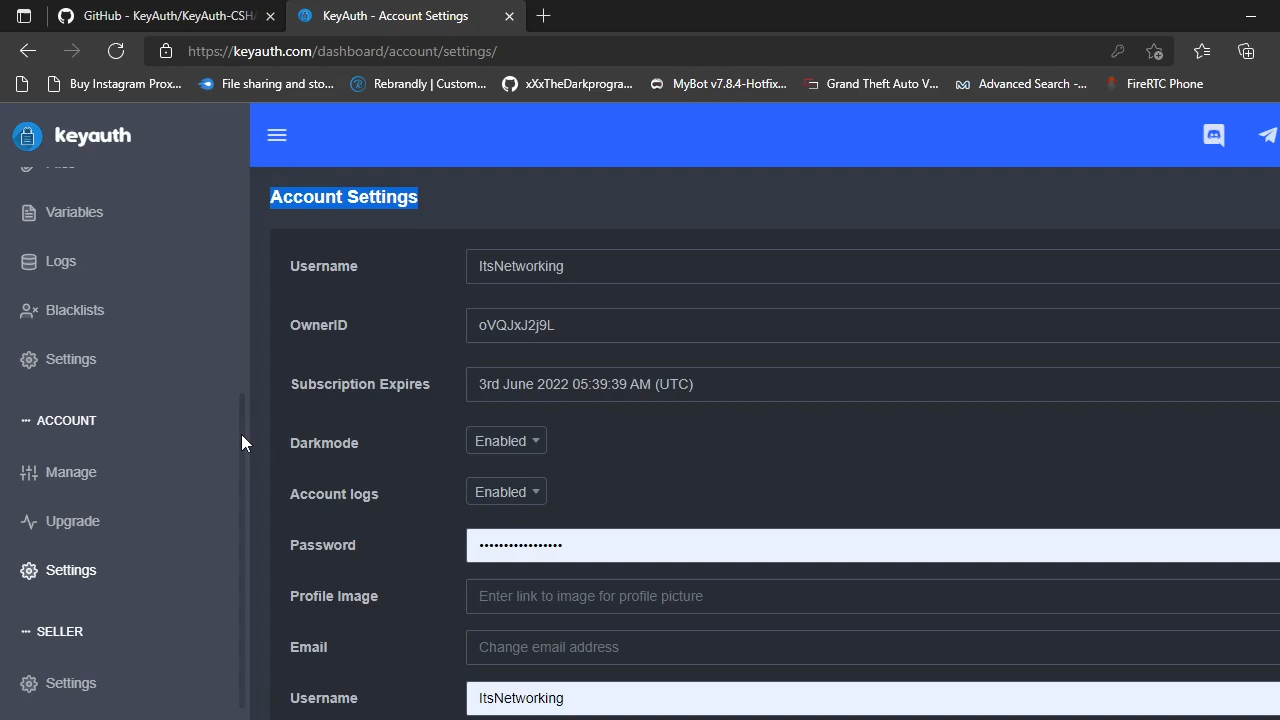 GitHub - KeyAuth/KeyAuth-CSHA
KeyAuth - Account Settings
https://keyauth.com/dashboard/account/settings/
Buy Instagram Prox...
File sharing and sto...
Rebrandly | Custom...
xXxTheDarkprogra...
MyBot v7.8.4-Hotfix...
Grand Theft Auto V...
Advanced Search -...
FireRTC Phone
keyauth
Variables
Logs
Blacklists
Settings
ACCOUNT
Manage
Upgrade
Settings
SELLER
Settings
Account Settings
Username ItsNetworking
OwnerID oVQJxJ2j9L
Subscription Expires 3rd June 2022 05:39:39 AM (UTC)
Darkmode Enabled
Account logs Enabled
Password •••••••••••••••••
Profile Image Enter link to image for profile picture
Email Change email address
Username ItsNetworking